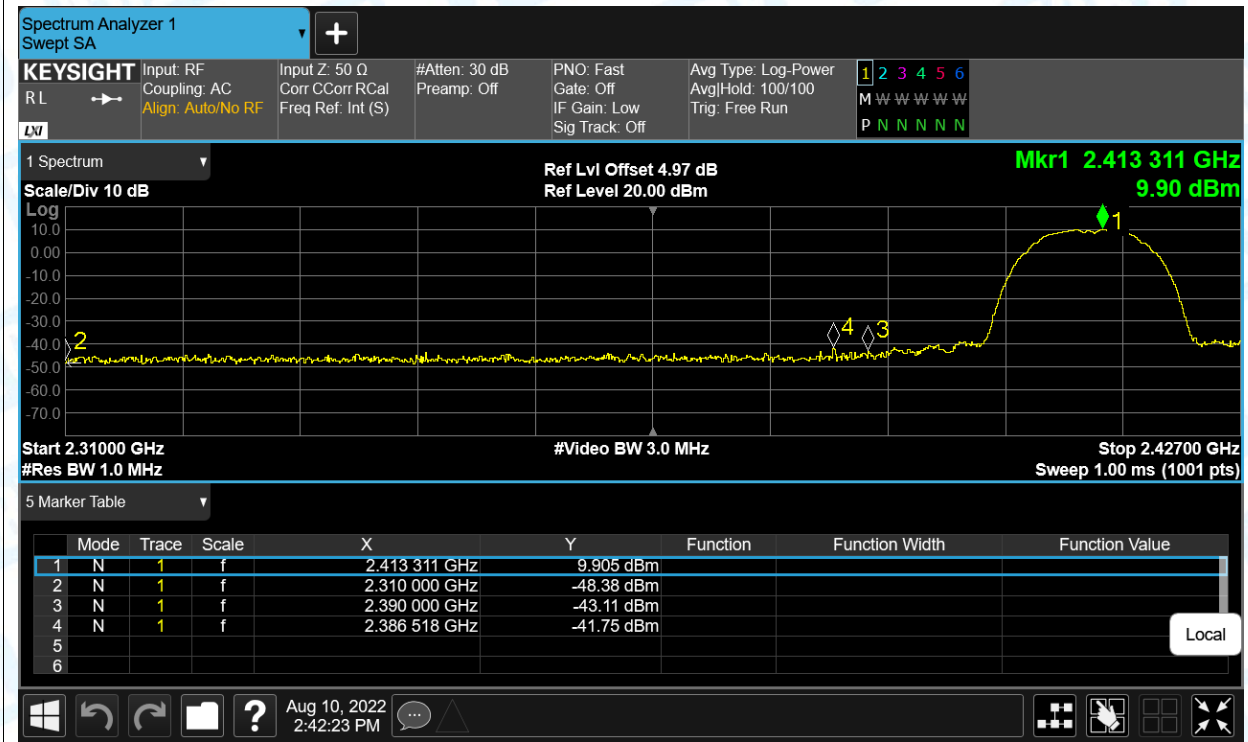 Spectrum Analyzer 1
Swept SA
KEYSIGHT
R L
LXI
Input: RF
Coupling: AC
Align: Auto/No RF
Input Z: 50 Ω
Corr CCorr RCal
Freq Ref: Int (S)
#Atten: 30 dB
Preamp: Off
PNO: Fast
Gate: Off
IF Gain: Low
Sig Track: Off
Avg Type: Log-Power
Avg|Hold: 100/100
Trig: Free Run
1 2 3 4 5 6
M W W W W W
P N N N N N
1 Spectrum
Scale/Div 10 dB
Ref Lvl Offset 4.97 dB
Ref Level 20.00 dBm
Mkr1 2.413 311 GHz
9.90 dBm
Log
10.0
0.00
-10.0
-20.0
-30.0
-40.0
-50.0
-60.0
-70.0
2
4
3
1
Start 2.31000 GHz
#Res BW 1.0 MHz
#Video BW 3.0 MHz
Stop 2.42700 GHz
Sweep 1.00 ms (1001 pts)
5 Marker Table
Mode Trace Scale X Y Function Function Width Function Value
1 N 1 f 2.413 311 GHz 9.905 dBm
2 N 1 f 2.310 000 GHz -48.38 dBm
3 N 1 f 2.390 000 GHz -43.11 dBm
4 N 1 f 2.386 518 GHz -41.75 dBm
5
6
Local
?
Aug 10, 2022
2:42:23 PM